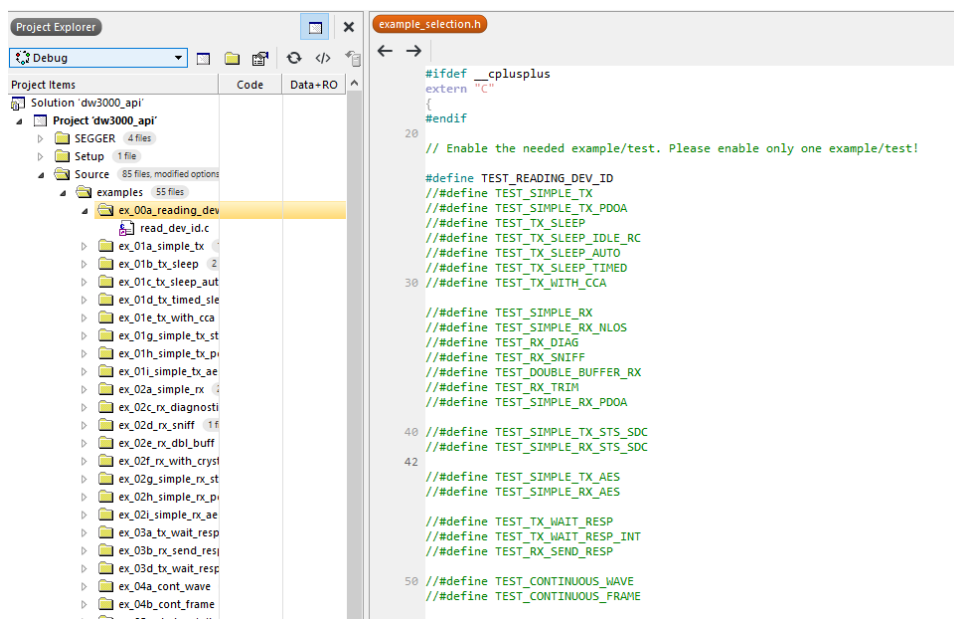 Project Explorer
Debug
Project Items Code Data+RO
Solution 'dw3000_api'
Project 'dw3000_api'
SEGGER 4 files
Setup 1 file
Source 85 files, modified options
examples 55 files
ex_00a_reading_dev
read_dev_id.c
ex_01a_simple_tx
ex_01b_tx_sleep 2
ex_01c_tx_sleep_aut
ex_01d_tx_timed_sle
ex_01e_tx_with_cca
ex_01g_simple_tx_st
ex_01h_simple_tx_p
ex_01i_simple_tx_ae
ex_02a_simple_rx 2
ex_02c_rx_diagnosti
ex_02d_rx_sniff 1 f
ex_02e_rx_dbl_buff
ex_02f_rx_with_cryst
ex_02g_simple_rx_st
ex_02h_simple_rx_p
ex_02i_simple_rx_ae
ex_03a_tx_wait_resp
ex_03b_rx_send_resp
ex_03d_tx_wait_resp
ex_04a_cont_wave
ex_04b_cont_frame
example_selection.h
#ifdef __cplusplus
extern "C"
{
#endif
20
// Enable the needed example/test. Please enable only one example/test!
#define TEST_READING_DEV_ID
//#define TEST_SIMPLE_TX
//#define TEST_SIMPLE_TX_PDOA
//#define TEST_TX_SLEEP
//#define TEST_TX_SLEEP_IDLE_RC
//#define TEST_TX_SLEEP_AUTO
//#define TEST_TX_SLEEP_TIMED
30 //#define TEST_TX_WITH_CCA
//#define TEST_SIMPLE_RX
//#define TEST_SIMPLE_RX_NLOS
//#define TEST_RX_DIAG
//#define TEST_RX_SNIFF
//#define TEST_DOUBLE_BUFFER_RX
//#define TEST_RX_TRIM
//#define TEST_SIMPLE_RX_PDOA
40 //#define TEST_SIMPLE_TX_STS_SDC
//#define TEST_SIMPLE_RX_STS_SDC
42
//#define TEST_SIMPLE_TX_AES
//#define TEST_SIMPLE_RX_AES
//#define TEST_TX_WAIT_RESP
//#define TEST_TX_WAIT_RESP_INT
//#define TEST_RX_SEND_RESP
50 //#define TEST_CONTINUOUS_WAVE
//#define TEST_CONTINUOUS_FRAME